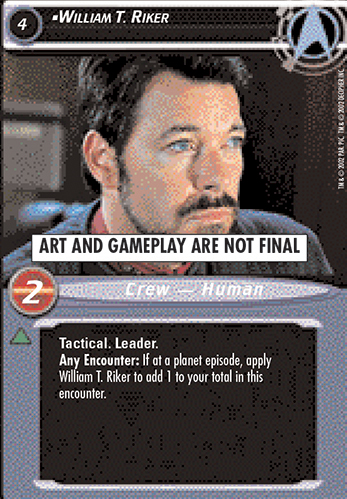 4
▪WILLIAM T. RIKER
TM & © 2002 PAR. PIC. TM & © 2002 DECIPHER INC.
ART AND GAMEPLAY ARE NOT FINAL
2
Crew — Human
Tactical. Leader.
Any Encounter: If at a planet episode, apply
William T. Riker to add 1 to your total in this
encounter.